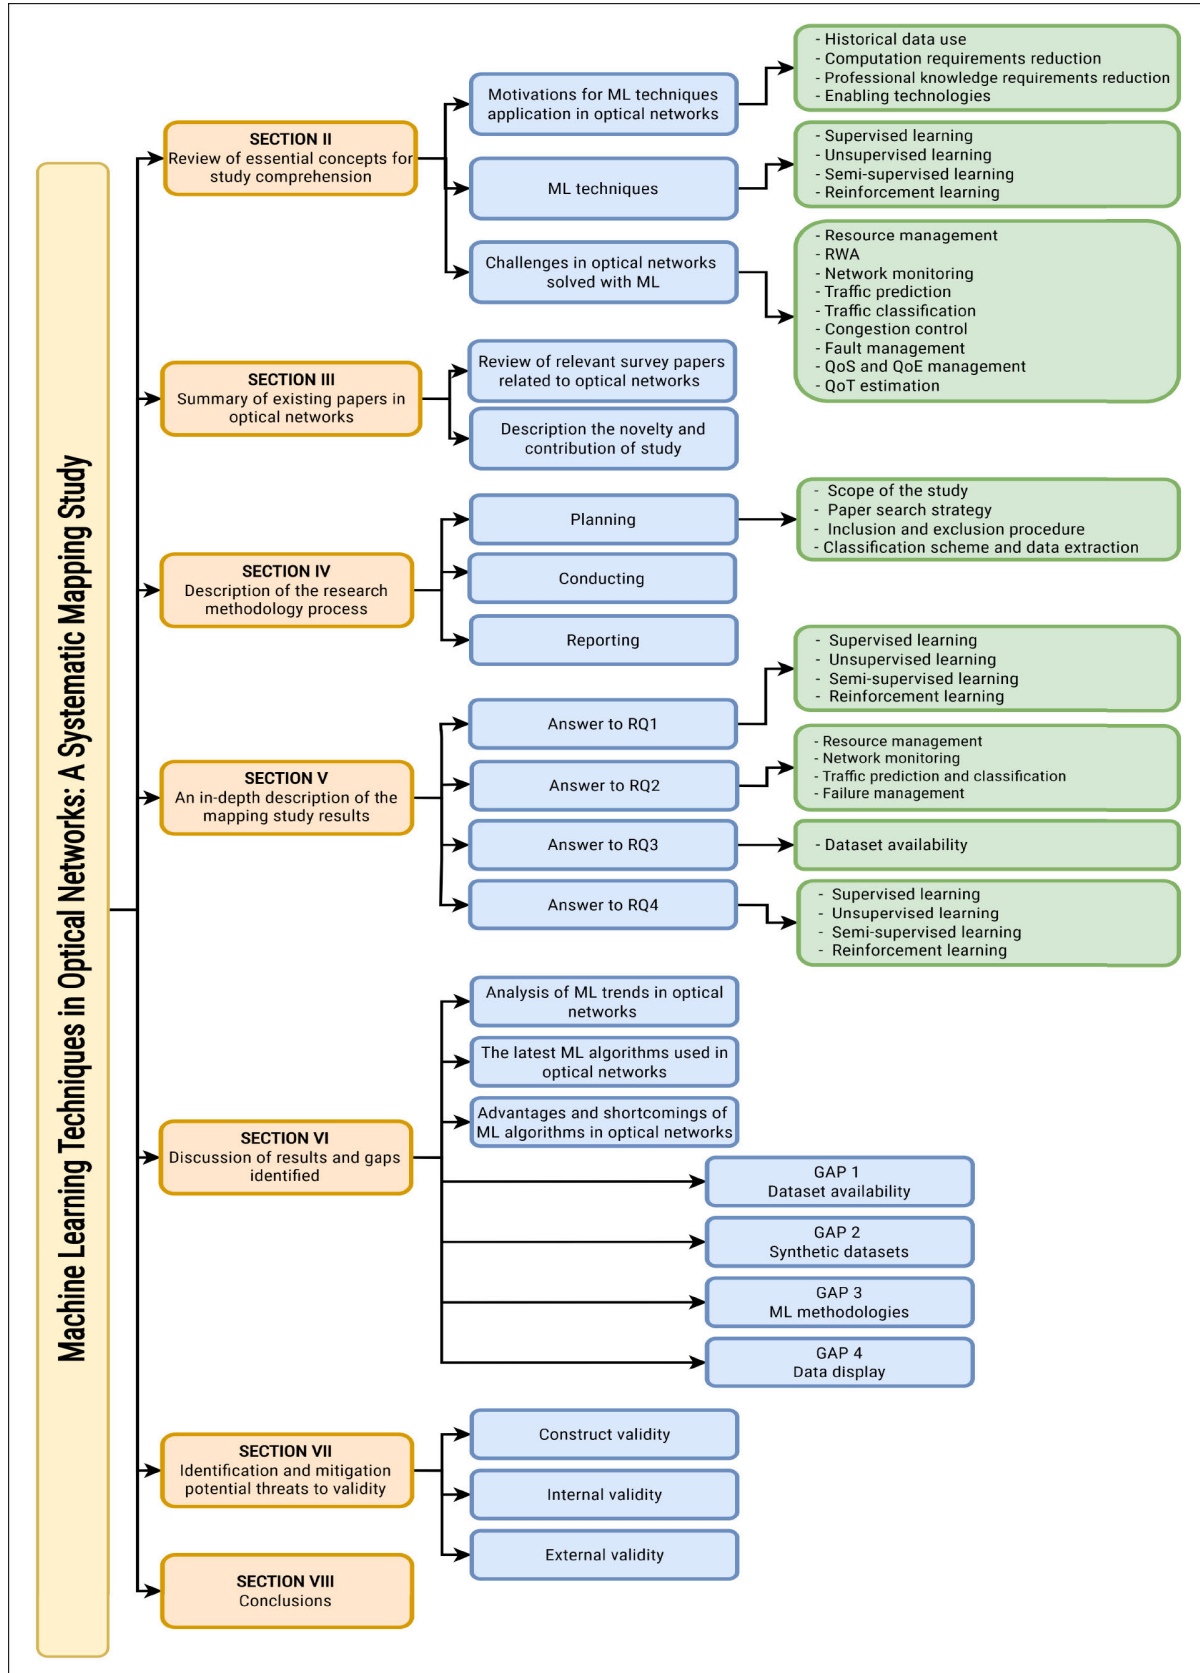 Machine Learning Techniques in Optical Networks: A Systematic Mapping Study
SECTION II
Review of essential concepts for
study comprehension
Motivations for ML techniques
application in optical networks
- Historical data use
- Computation requirements reduction
- Professional knowledge requirements reduction
- Enabling technologies
ML techniques
- Supervised learning
- Unsupervised learning
- Semi-supervised learning
- Reinforcement learning
Challenges in optical networks
solved with ML
- Resource management
- RWA
- Network monitoring
- Traffic prediction
- Traffic classification
- Congestion control
- Fault management
- QoS and QoE management
- QoT estimation
SECTION III
Summary of existing papers in
optical networks
Review of relevant survey papers
related to optical networks
Description the novelty and
contribution of study
SECTION IV
Description of the research
methodology process
Planning
- Scope of the study
- Paper search strategy
- Inclusion and exclusion procedure
- Classification scheme and data extraction
Conducting
Reporting
SECTION V
An in-depth description of the
mapping study results
Answer to RQ1
- Supervised learning
- Unsupervised learning
- Semi-supervised learning
- Reinforcement learning
Answer to RQ2
- Resource management
- Network monitoring
- Traffic prediction and classification
- Failure management
Answer to RQ3
- Dataset availability
Answer to RQ4
- Supervised learning
- Unsupervised learning
- Semi-supervised learning
- Reinforcement learning
SECTION VI
Discussion of results and gaps
identified
Analysis of ML trends in optical
networks
The latest ML algorithms used in
optical networks
Advantages and shortcomings of
ML algorithms in optical networks
GAP 1
Dataset availability
GAP 2
Synthetic datasets
GAP 3
ML methodologies
GAP 4
Data display
SECTION VII
Identification and mitigation
potential threats to validity
Construct validity
Internal validity
External validity
SECTION VIII
Conclusions